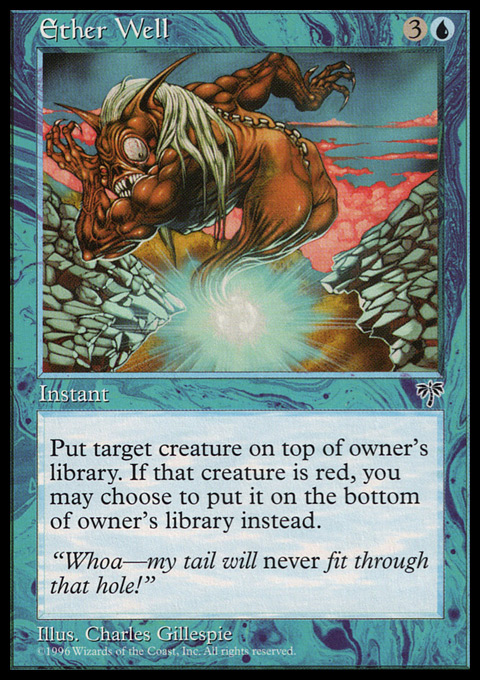 Æther Well 3
Instant
Put target creature on top of owner's
library. If that creature is red, you
may choose to put it on the bottom
of owner's library instead.
"Whoa—my tail will never fit through
that hole!"
Illus. Charles Gillespie
©1996 Wizards of the Coast, Inc. All rights reserved.